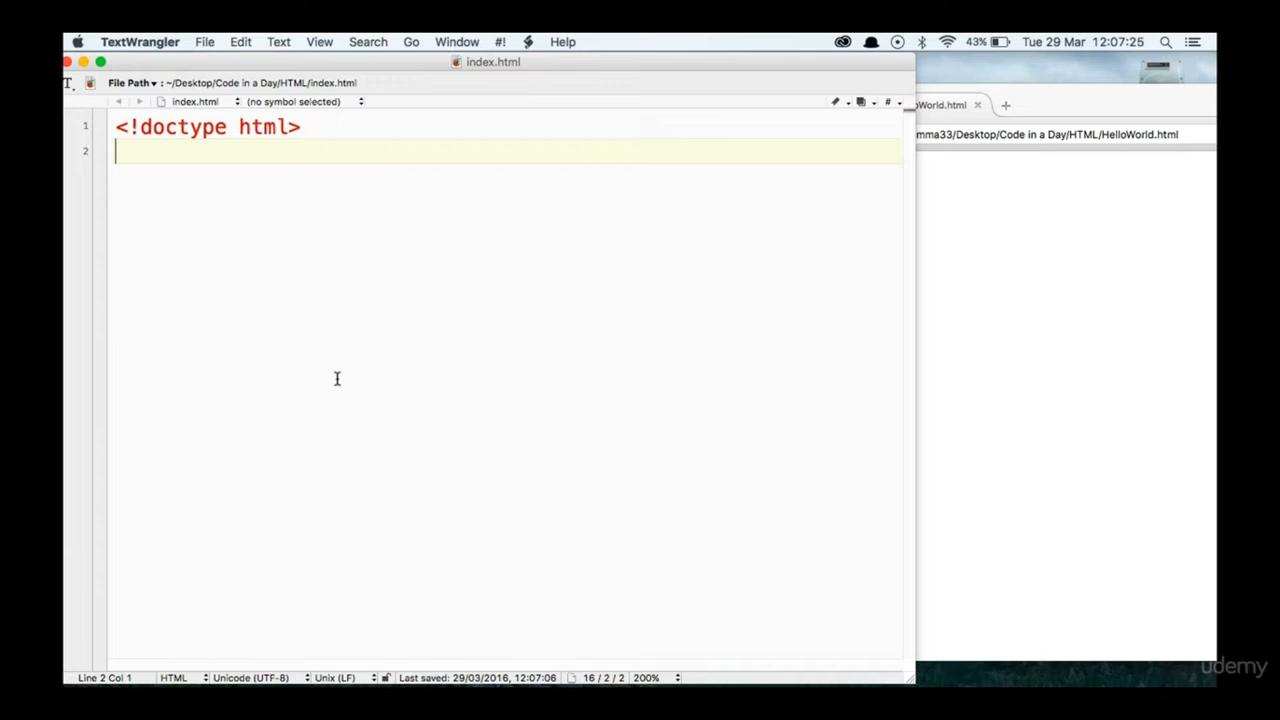 TextWrangler File Edit Text View Search Go Window #! Help 43% Tue 29 Mar 12:07:25
index.html
File Path : ~/Desktop/Code in a Day/HTML/index.html
index.html (no symbol selected) #
oWorld.html
mma33/Desktop/Code in a Day/HTML/HelloWorld.html
1 <!doctype html>
2
Line 2 Col 1 HTML Unicode (UTF-8) Unix (LF) Last saved: 29/03/2016, 12:07:06 16 / 2 / 2 200%
udemy